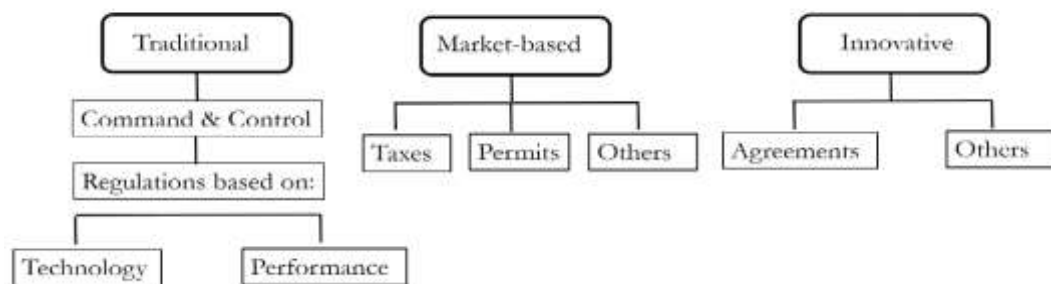 Traditional
Market-based
Innovative
Command & Control
Taxes
Permits
Others
Agreements
Others
Regulations based on:
Technology
Performance